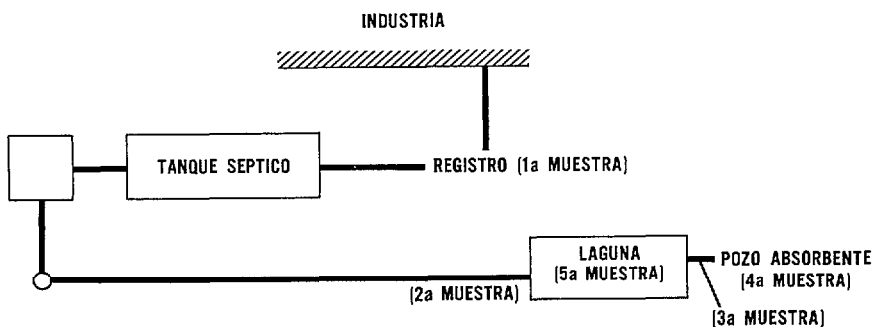 INDUSTRIA
TANQUE SEPTICO
REGISTRO (1a MUESTRA)
LAGUNA
(5a MUESTRA)
POZO ABSORBENTE
(4a MUESTRA)
(2a MUESTRA)
(3a MUESTRA)